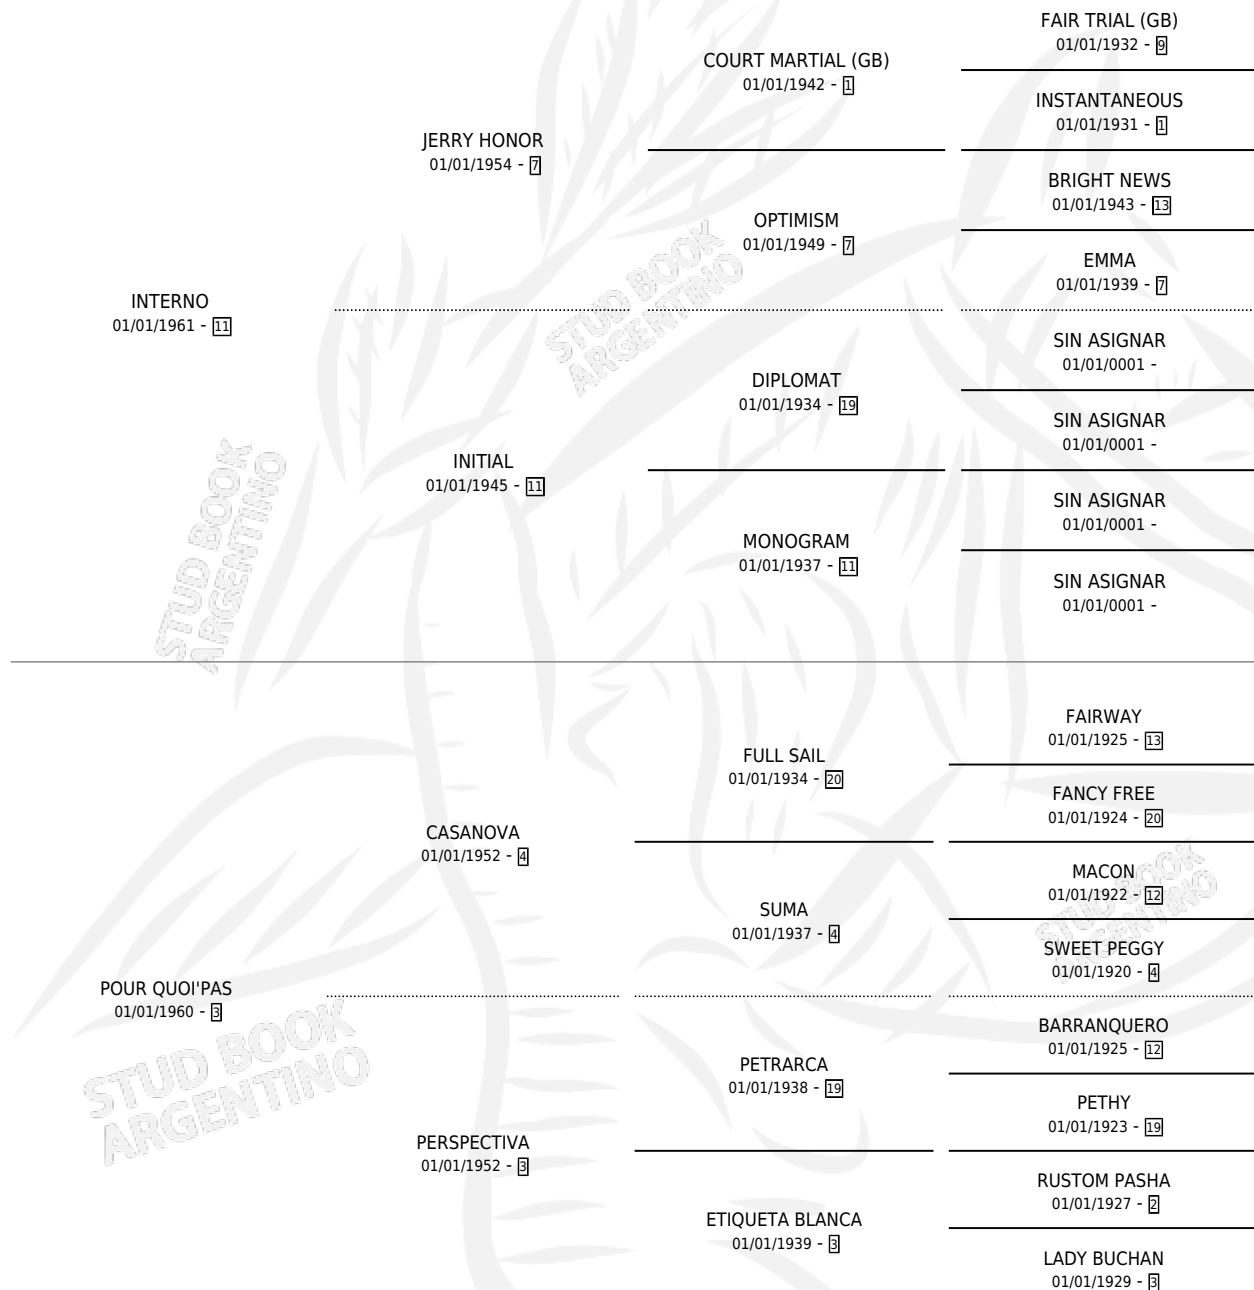 FAIR TRIAL (GB)
01/01/1932 - 9
COURT MARTIAL (GB)
01/01/1942 - 1
INSTANTANEOUS
01/01/1931 - 1
JERRY HONOR
01/01/1954 - 7
BRIGHT NEWS
01/01/1943 - 13
OPTIMISM
01/01/1949 - 7
EMMA
01/01/1939 - 7
INTERNO
01/01/1961 - 11
SIN ASIGNAR
01/01/0001 -
DIPLOMAT
01/01/1934 - 19
SIN ASIGNAR
01/01/0001 -
INITIAL
01/01/1945 - 11
SIN ASIGNAR
01/01/0001 -
MONOGRAM
01/01/1937 - 11
SIN ASIGNAR
01/01/0001 -
FAIRWAY
01/01/1925 - 13
FULL SAIL
01/01/1934 - 20
FANCY FREE
01/01/1924 - 20
CASANOVA
01/01/1952 - 4
MACON
01/01/1922 - 12
SUMA
01/01/1937 - 4
SWEET PEGGY
01/01/1920 - 4
POUR QUOI'PAS
01/01/1960 - 3
BARRANQUERO
01/01/1925 - 12
PETRARCA
01/01/1938 - 19
PETHY
01/01/1923 - 19
PERSPECTIVA
01/01/1952 - 3
RUSTOM PASHA
01/01/1927 - 2
ETIQUETA BLANCA
01/01/1939 - 3
LADY BUCHAN
01/01/1929 - 3
STUD BOOK
ARGENTINO
STUD BOOK
ARGENTINO
STUD BOOK
ARGENTINO
STUD BOOK
ARGENTINO